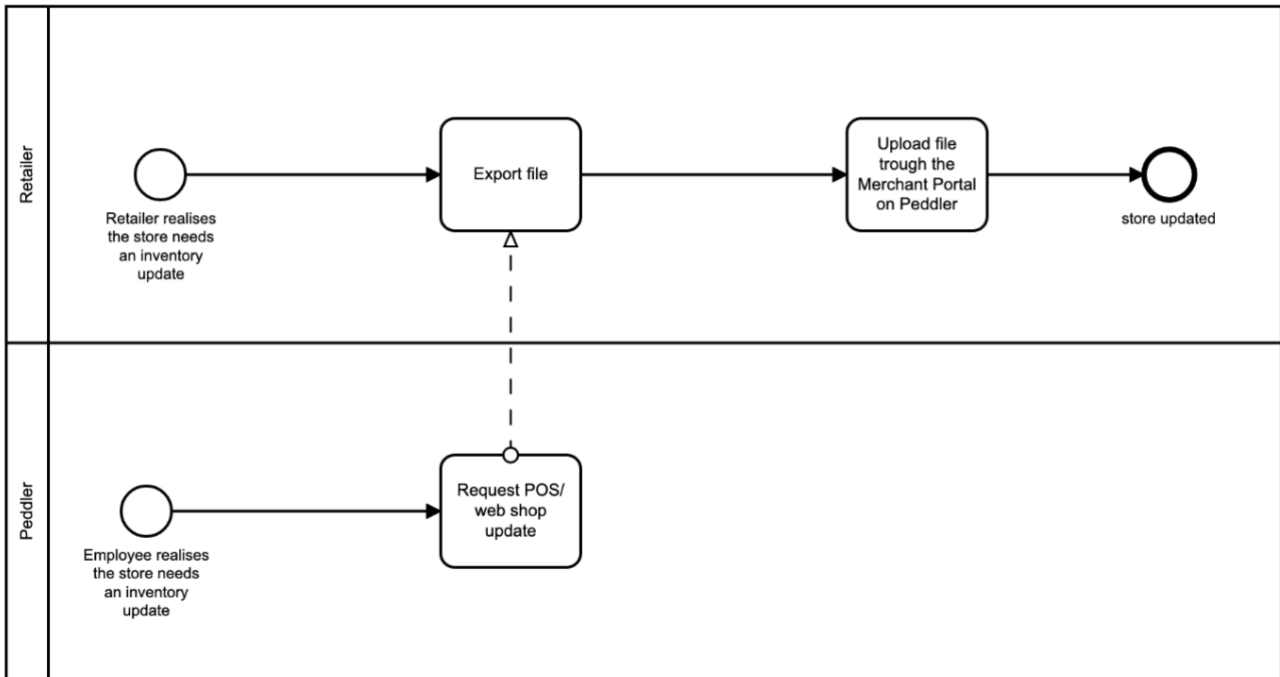 Retailer
Retailer realises
the store needs
an inventory
update
Export file
Upload file
trough the
Merchant Portal
on Peddler
store updated
Peddler
Employee realises
the store needs
an inventory
update
Request POS/
web shop
update